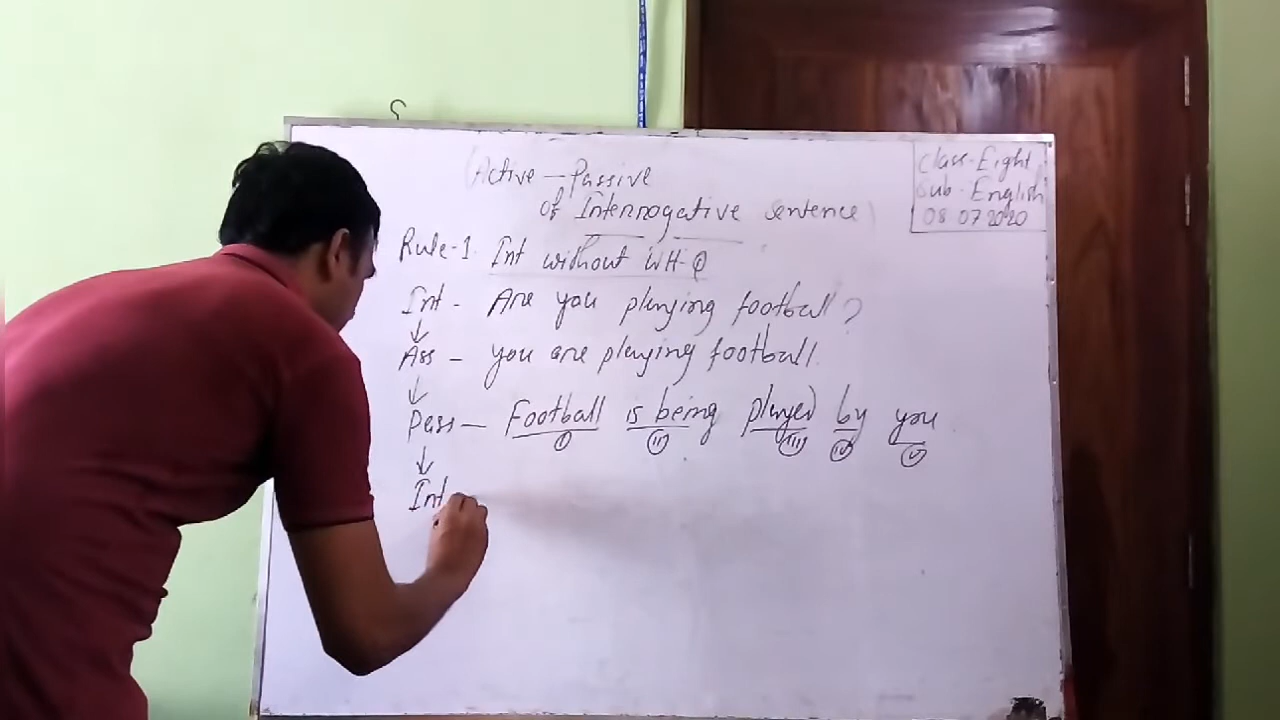 (Active - Passive
of Interrogative sentence)
Class-Eight
Sub-English
08 07 2020
Rule-1. Int without WH-Q
Int - Are you playing football?
↓
Ass - you are playing football.
↓
Pass - Football is being played by you
(i) (ii) (iii) (iv) (v)
↓
Int